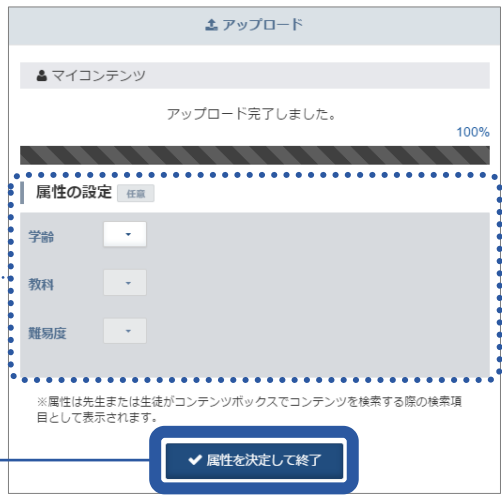 アップロード
マイコンテンツ
アップロード完了しました。
100%
属性の設定 任意
学齢
教科
難易度
※属性は先生または生徒がコンテンツボックスでコンテンツを検索する際の検索項
目として表示されます。
属性を決定して終了